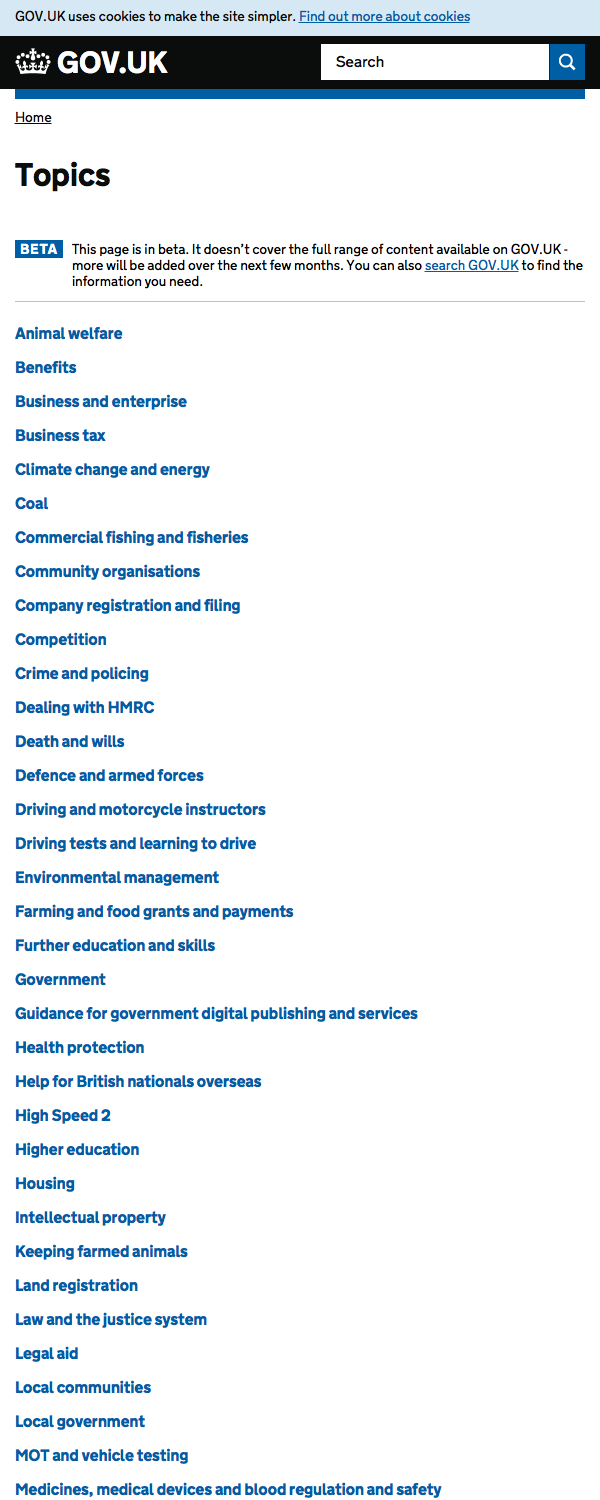 GOV.UK uses cookies to make the site simpler. Find out more about cookies
GOV.UK
Search
Home
Topics
BETA
This page is in beta. It doesn't cover the full range of content available on GOV.UK -
more will be added over the next few months. You can also search GOV.UK to find the
information you need.
Animal welfare
Benefits
Business and enterprise
Business tax
Climate change and energy
Coal
Commercial fishing and fisheries
Community organisations
Company registration and filing
Competition
Crime and policing
Dealing with HMRC
Death and wills
Defence and armed forces
Driving and motorcycle instructors
Driving tests and learning to drive
Environmental management
Farming and food grants and payments
Further education and skills
Government
Guidance for government digital publishing and services
Health protection
Help for British nationals overseas
High Speed 2
Higher education
Housing
Intellectual property
Keeping farmed animals
Land registration
Law and the justice system
Legal aid
Local communities
Local government
MOT and vehicle testing
Medicines, medical devices and blood regulation and safety